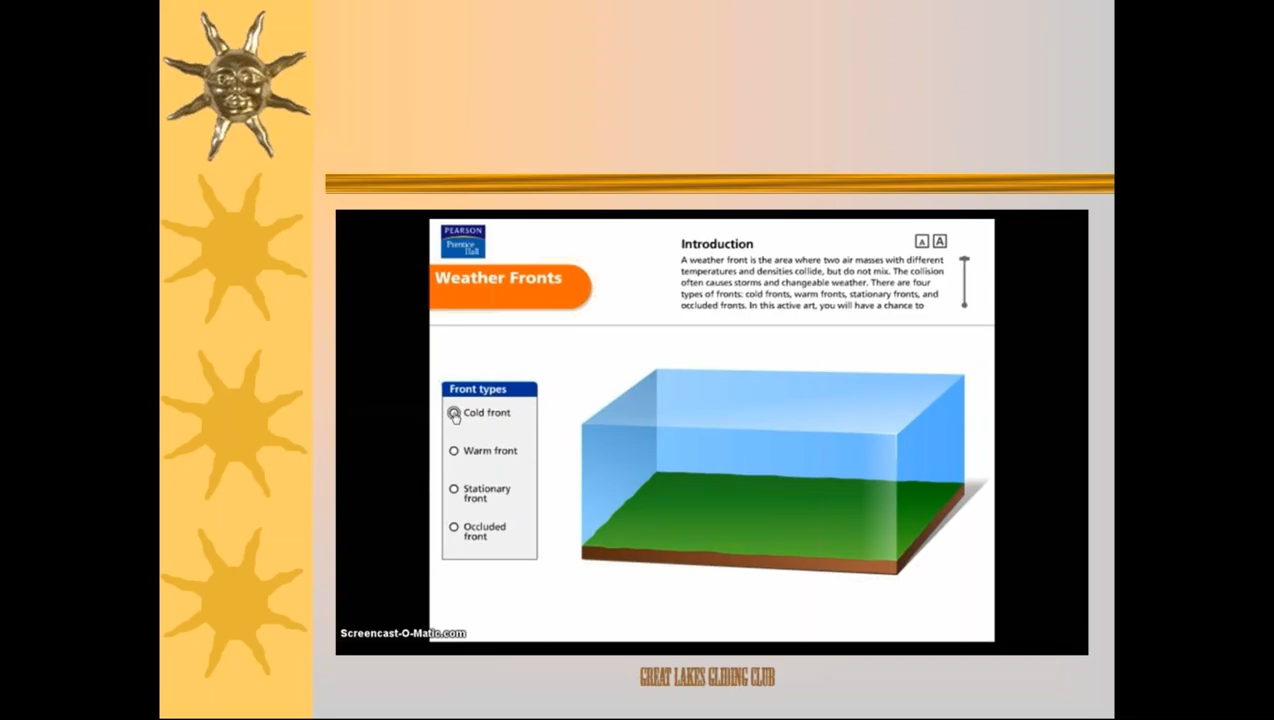 PEARSON
Prentice
Hall
Weather Fronts
Introduction
A A
A weather front is the area where two air masses with different
temperatures and densities collide, but do not mix. The collision
often causes storms and changeable weather. There are four
types of fronts: cold fronts, warm fronts, stationary fronts, and
occluded fronts. In this active art, you will have a chance to
Front types
Cold front
Warm front
Stationary
front
Occluded
front
Screencast-O-Matic.com
GREAT LAKES GLIDING CLUB